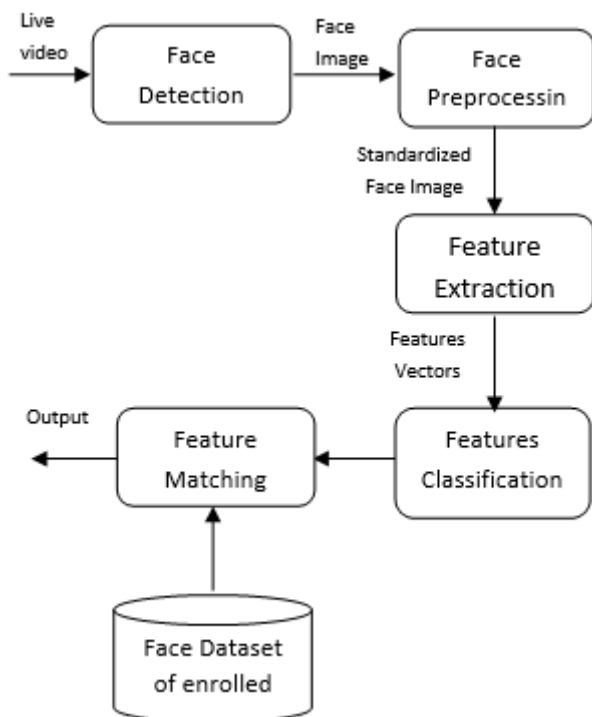 Live
video
Face
Detection
Face
Image
Face
Preprocessin
Standardized
Face Image
Feature
Extraction
Features
Vectors
Features
Classification
Feature
Matching
Output
Face Dataset
of enrolled